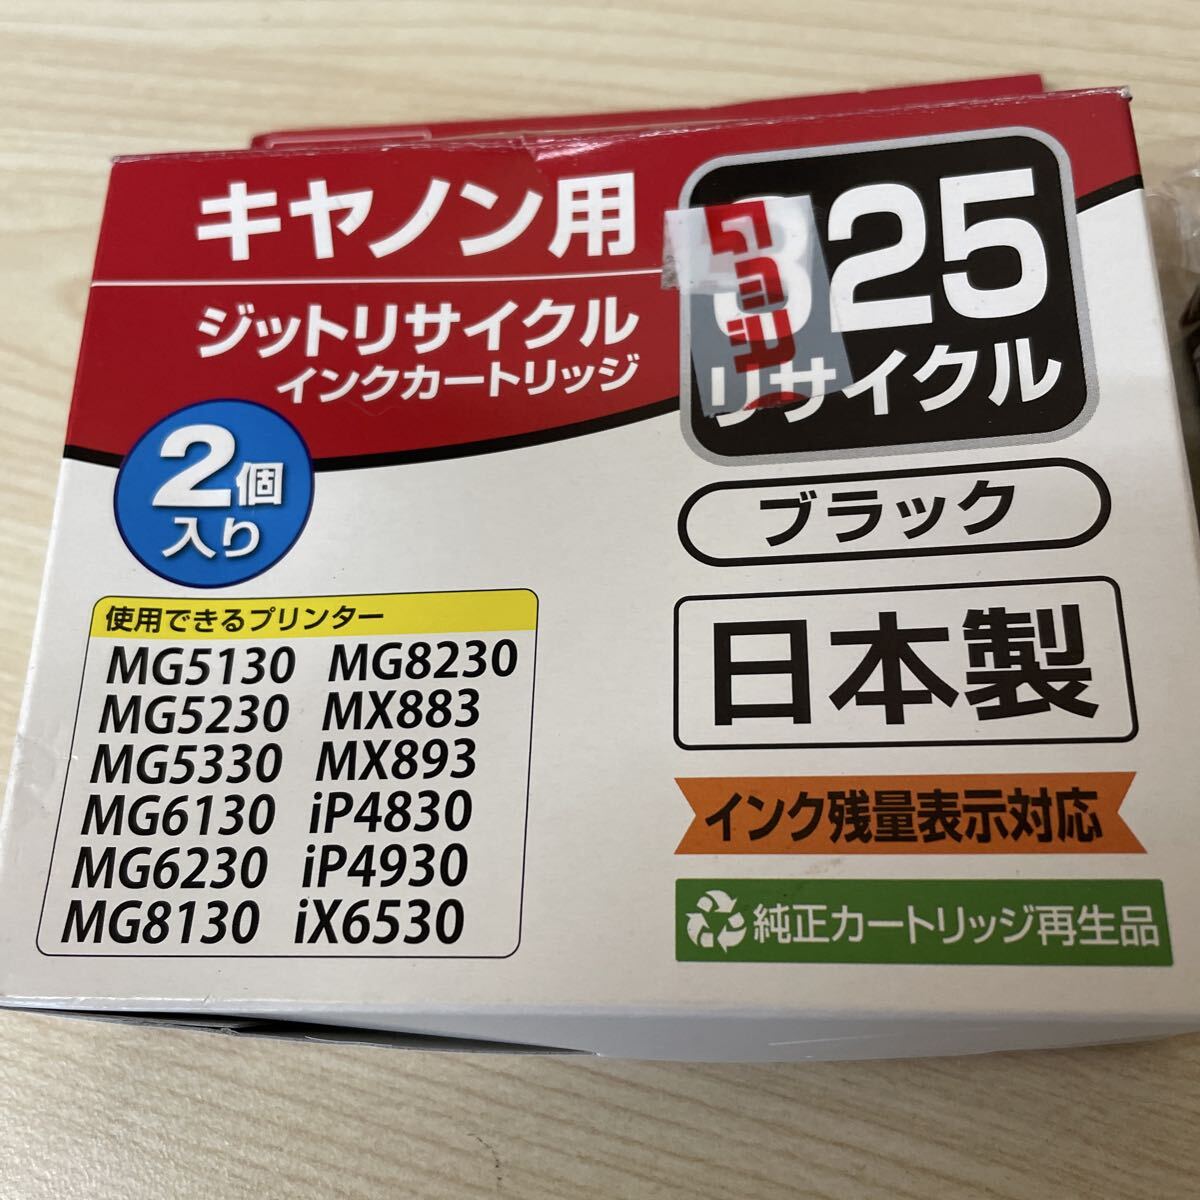 キヤノン用
ジットリサイクル
インクカートリッジ
325
リサイクル
2個
入り
ブラック
日本製
使用できるプリンター
MG5130 MG8230
MG5230 MX883
MG5330 MX893
MG6130 iP4830
MG6230 iP4930
MG8130 iX6530
インク残量表示対応
純正カートリッジ再生品